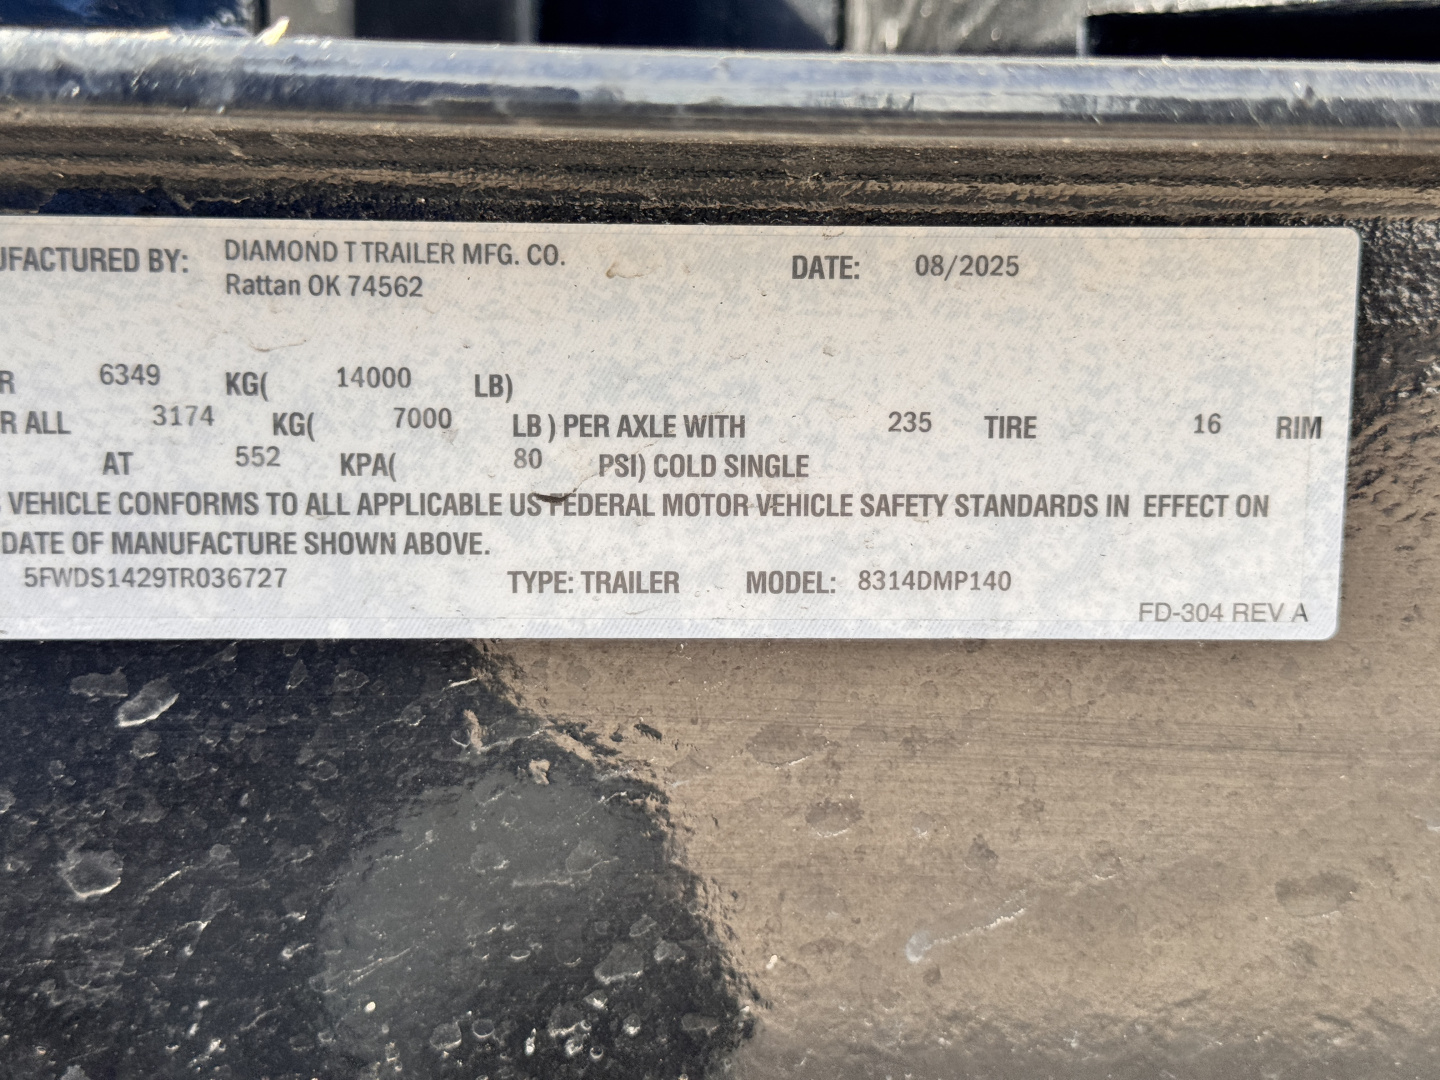 UFACTURED BY: DIAMOND T TRAILER MFG. CO. DATE: 08/2025
Rattan OK 74562
R 6349 KG( 14000 LB)
R ALL 3174 KG( 7000 LB) PER AXLE WITH 235 TIRE 16 RIM
AT 552 KPA( 80 PSI) COLD SINGLE
VEHICLE CONFORMS TO ALL APPLICABLE US FEDERAL MOTOR VEHICLE SAFETY STANDARDS IN EFFECT ON
DATE OF MANUFACTURE SHOWN ABOVE.
5FWDS1429TR036727 TYPE: TRAILER MODEL: 8314DMP140
FD-304 REV A